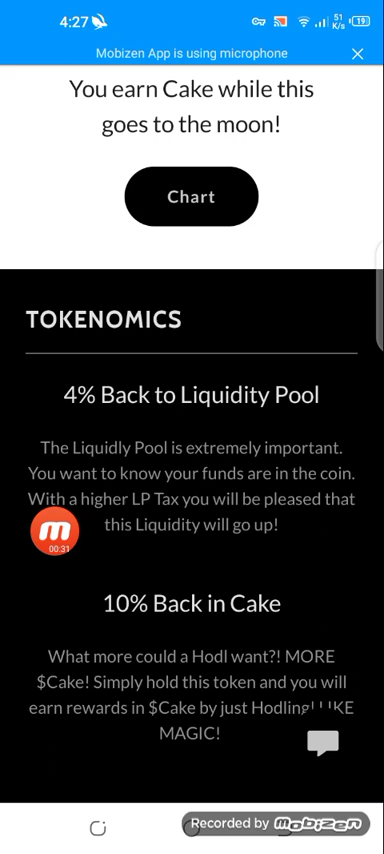 4:27
51
K/s
19
Mobizen App is using microphone
You earn Cake while this
goes to the moon!
Chart
TOKENOMICS
4% Back to Liquidity Pool
The Liquidly Pool is extremely important.
You want to know your funds are in the coin.
With a higher LP Tax you will be pleased that
this Liquidity will go up!
m
00:31
10% Back in Cake
What more could a Hodl want?! MORE
$Cake! Simply hold this token and you will
earn rewards in $Cake by just Hodling!
MAGIC!
Recorded by mobizen